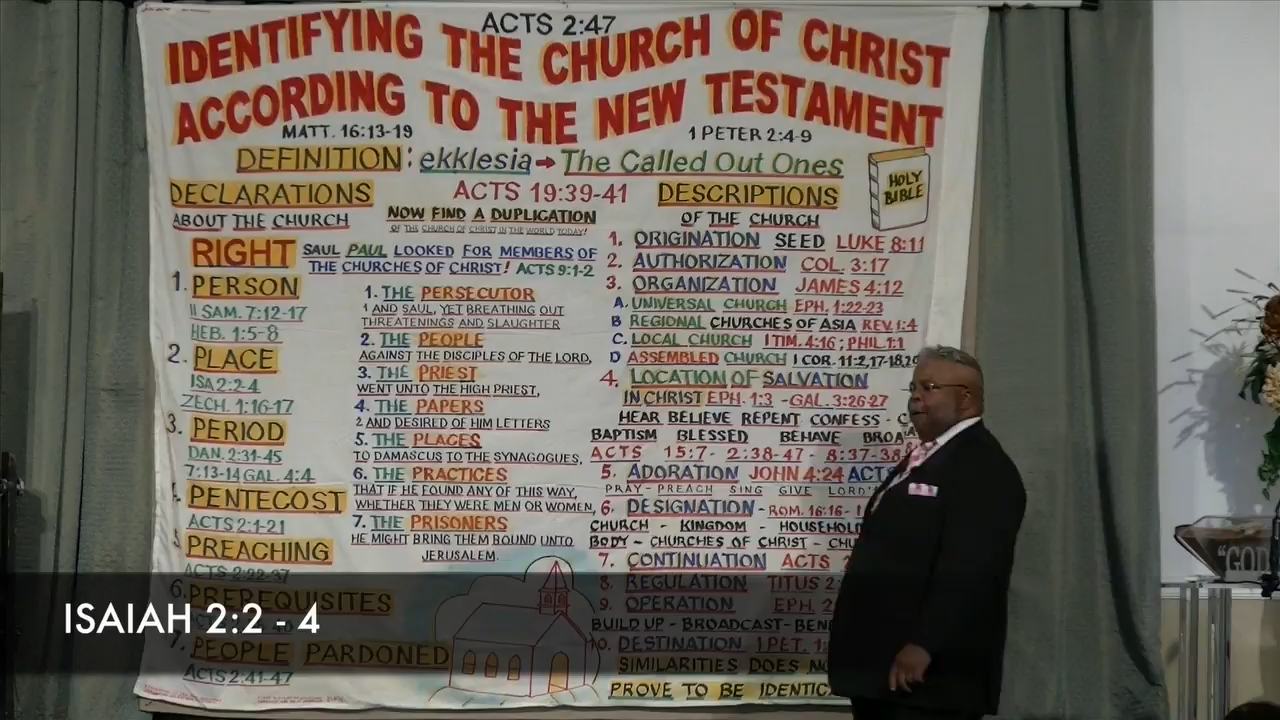 ACTS 2:47
IDENTIFYING THE CHURCH OF CHRIST
ACCORDING TO THE NEW TESTAMENT
MATT. 16:13-19
1 PETER 2:4-9
DEFINITION: ekklesia → The Called Out Ones
HOLY
BIBLE
DECLARATIONS
ABOUT THE CHURCH
ACTS 19:39-41
NOW FIND A DUPLICATION
OF THE CHURCH OF CHRIST IN THE WORLD TODAY!
RIGHT
SAUL PAUL LOOKED FOR MEMBERS OF
THE CHURCHES OF CHRIST! ACTS 9:1-2
1. PERSON
II SAM. 7:12-17
HEB. 1:5-8
2. PLACE
ISA 2:2-4
ZECH. 1:16-17
3. PERIOD
DAN. 2:31-45
7:13-14 GAL. 4:4
PENTECOST
ACTS 2:1-21
PREACHING
ACTS 2:22-37
6. PREREQUISITES
7. PEOPLE PARDONED
ACTS 2:41-47
1. THE PERSECUTOR
1 AND SAUL, YET BREATHING OUT
THREATENINGS AND SLAUGHTER
2. THE PEOPLE
AGAINST THE DISCIPLES OF THE LORD,
3. THE PRIEST
WENT UNTO THE HIGH PRIEST,
4. THE PAPERS
2 AND DESIRED OF HIM LETTERS
5. THE PLACES
TO DAMASCUS TO THE SYNAGOGUES,
6. THE PRACTICES
THAT IF HE FOUND ANY OF THIS WAY,
WHETHER THEY WERE MEN OR WOMEN,
7. THE PRISONERS
HE MIGHT BRING THEM BOUND UNTO
JERUSALEM.
DESCRIPTIONS
OF THE CHURCH
1. ORIGINATION SEED LUKE 8:11
2. AUTHORIZATION COL. 3:17
3. ORGANIZATION JAMES 4:12
A. UNIVERSAL CHURCH EPH. 1:22-23
B REGIONAL CHURCHES OF ASIA REV. 1:4
C. LOCAL CHURCH I TIM. 4:16; PHIL. 1:1
D ASSEMBLED CHURCH I COR. 11:2,17-18,20
4. LOCATION OF SALVATION
IN CHRIST EPH. 1:3 - GAL. 3:26-27
HEAR BELIEVE REPENT CONFESS -
BAPTISM BLESSED BEHAVE
ACTS 15:7- 2:38-47 - 8:37-38
5. ADORATION JOHN 4:24 ACTS
PRAY - PREACH SING GIVE LORD
6. DESIGNATION - ROM. 16:16-
CHURCH - KINGDOM - HOUSEHOLD
BODY - CHURCHES OF CHRIST -
7. CONTINUATION ACTS
8. REGULATION TITUS 2
9. OPERATION EPH. 2
BUILD UP - BROADCAST -
10. DESTINATION 1 PET. 1
SIMILARITIES DOES
PROVE TO BE
"GOD
ISAIAH 2:2 - 4